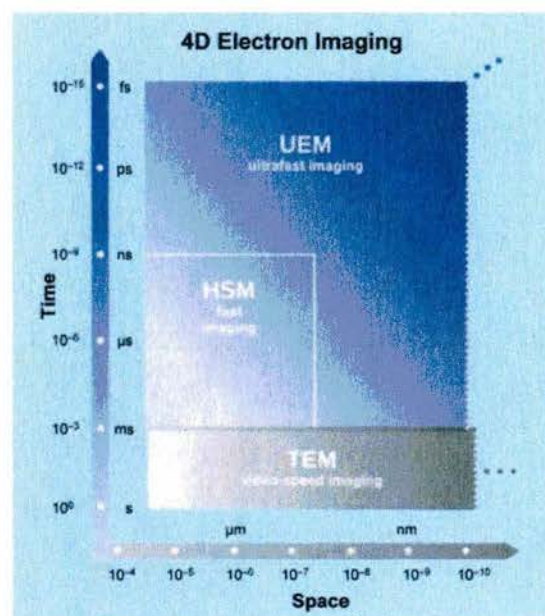 4D Electron Imaging
10⁻¹⁵ fs
UEM
ultrafast imaging
10⁻¹² ps
10⁻⁹ ns
HSM
fast
imaging
Time
10⁻⁶ µs
10⁻³ ms
TEM
video-speed imaging
10⁰ s
µm nm
10⁻⁴ 10⁻⁵ 10⁻⁶ 10⁻⁷ 10⁻⁸ 10⁻⁹ 10⁻¹⁰
Space